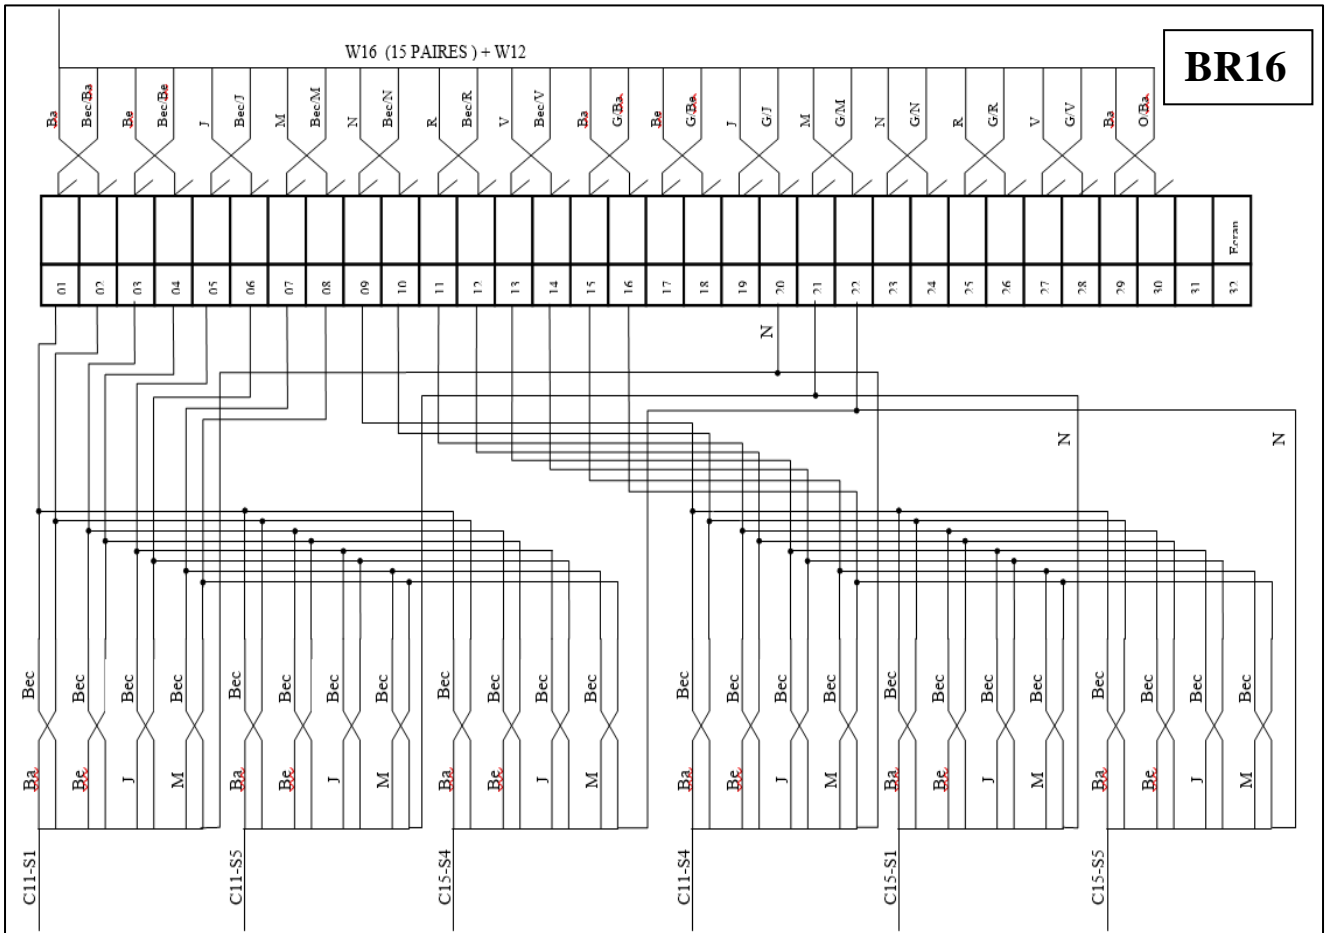 W16 (15 PAIRES ) + W12
BR16
Ba Bec/Ba Be Bec/Be J Bec/J M Bec/M N Bec/N R Bec/R V Bec/V Ba G/Ba Be G/Be J G/J M G/M N G/N R G/R V G/V Ba O/Ba
Ecran
01 02 03 04 05 06 07 08 09 10 11 12 13 14 15 16 17 18 19 20 21 22 23 24 25 26 27 28 29 30 31 32
N
N N
Bec Bec Bec Bec Bec Bec Bec Bec Bec Bec Bec Bec Bec Bec Bec Bec Bec Bec Bec Bec Bec Bec Bec Bec
Ba Be J M Ba Be J M Ba Be J M Ba Be J M Ba Be J M Ba Be J M
C11-S1 C11-S5 C15-S4 C11-S4 C15-S1 C15-S5